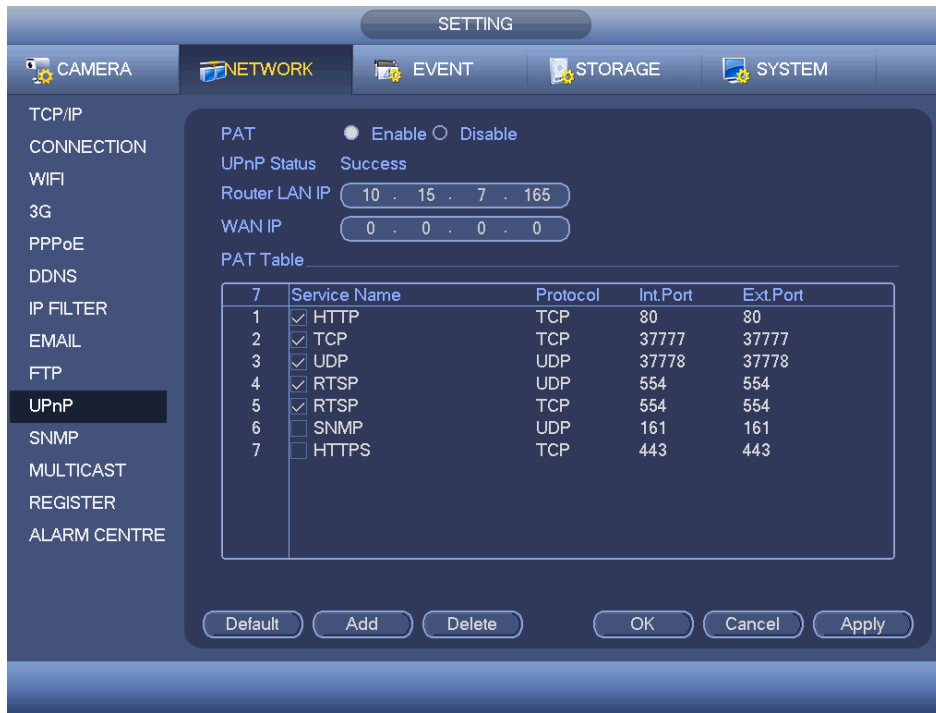 SETTING
CAMERA NETWORK EVENT STORAGE SYSTEM
TCP/IP
CONNECTION
WIFI
3G
PPPoE
DDNS
IP FILTER
EMAIL
FTP
UPnP
SNMP
MULTICAST
REGISTER
ALARM CENTRE
PAT Enable Disable
UPnP Status Success
Router LAN IP 10 . 15 . 7 . 165
WAN IP 0 . 0 . 0 . 0
PAT Table
7 Service Name Protocol Int.Port Ext.Port
1 HTTP TCP 80 80
2 TCP TCP 37777 37777
3 UDP UDP 37778 37778
4 RTSP UDP 554 554
5 RTSP TCP 554 554
6 SNMP UDP 161 161
7 HTTPS TCP 443 443
Default Add Delete OK Cancel Apply